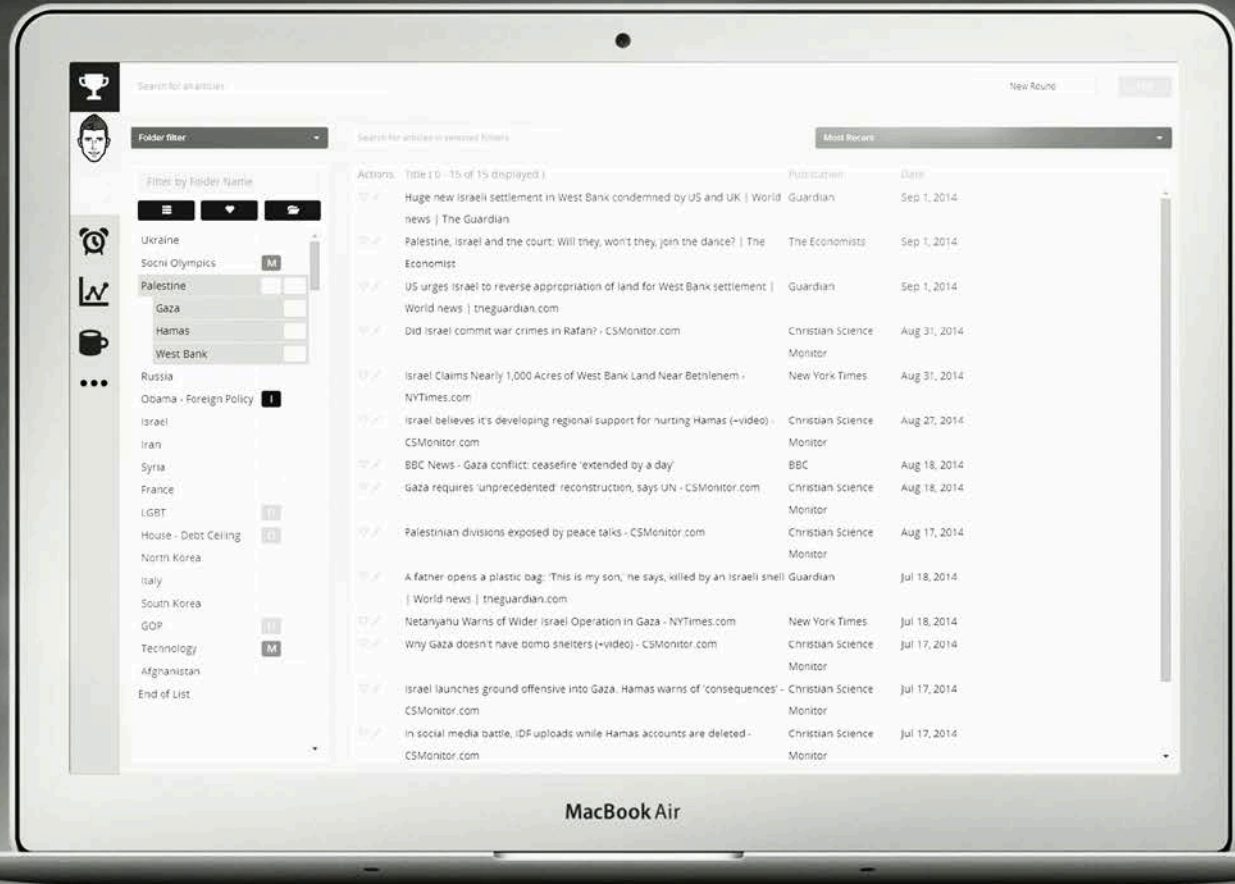 Search for all articles
New Round
Folder filter
Search for articles in selected folders
Most Recent
Filter by Folder Name
Ukraine
Sochi Olympics M
Palestine
Gaza
Hamas
West Bank
Russia
Obama - Foreign Policy I
Israel
Iran
Syria
France
LGBT
House - Debt Ceiling
North Korea
Italy
South Korea
GOP
Technology M
Afghanistan
End of List
Actions Title ( 0 - 15 of 15 displayed ) Publication Date
Huge new Israeli settlement in West Bank condemned by US and UK | World Guardian Sep 1, 2014
news | The Guardian
Palestine, Israel and the court: Will they, won't they, join the dance? | The The Economists Sep 1, 2014
Economist
US urges Israel to reverse appropriation of land for West Bank settlement | Guardian Sep 1, 2014
World news | theguardian.com
Did Israel commit war crimes in Rafah? - CSMonitor.com Christian Science Aug 31, 2014
Monitor
Israel Claims Nearly 1,000 Acres of West Bank Land Near Bethlehem - New York Times Aug 31, 2014
NYTimes.com
Israel believes it's developing regional support for hurting Hamas (+video) - Christian Science Aug 27, 2014
CSMonitor.com Monitor
BBC News - Gaza conflict: ceasefire 'extended by a day' BBC Aug 18, 2014
Gaza requires 'unprecedented' reconstruction, says UN - CSMonitor.com Christian Science Aug 18, 2014
Monitor
Palestinian divisions exposed by peace talks - CSMonitor.com Christian Science Aug 17, 2014
Monitor
A father opens a plastic bag: 'This is my son,' he says, killed by an Israeli shell Guardian Jul 18, 2014
| World news | theguardian.com
Netanyahu Warns of Wider Israel Operation in Gaza - NYTimes.com New York Times Jul 18, 2014
Why Gaza doesn't have bomb shelters (+video) - CSMonitor.com Christian Science Jul 17, 2014
Monitor
Israel launches ground offensive into Gaza. Hamas warns of 'consequences' - Christian Science Jul 17, 2014
CSMonitor.com Monitor
In social media battle, IDF uploads while Hamas accounts are deleted - Christian Science Jul 17, 2014
CSMonitor.com Monitor
MacBook Air